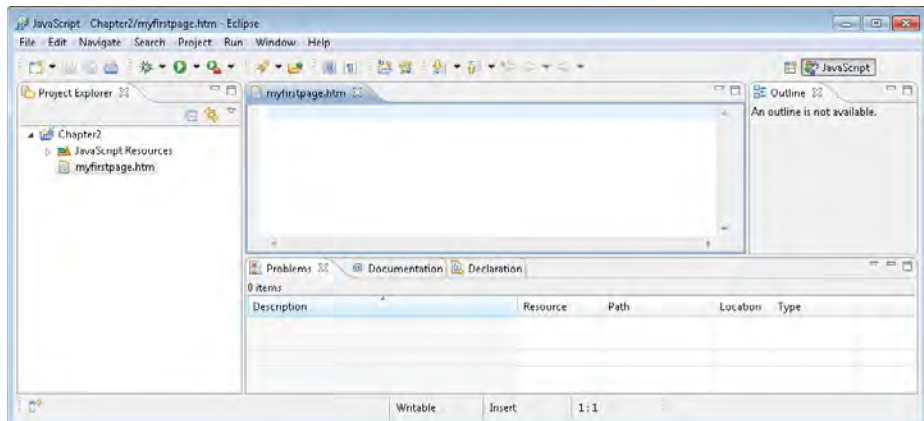 JavaScript - Chapter2/myfirstpage.htm - Eclipse
File Edit Navigate Search Project Run Window Help
JavaScript
Project Explorer
myfirstpage.htm
Outline
An outline is not available.
Chapter2
JavaScript Resources
myfirstpage.htm
Problems
@ Documentation
Declaration
0 items
Description Resource Path Location Type
Writable Insert 1:1